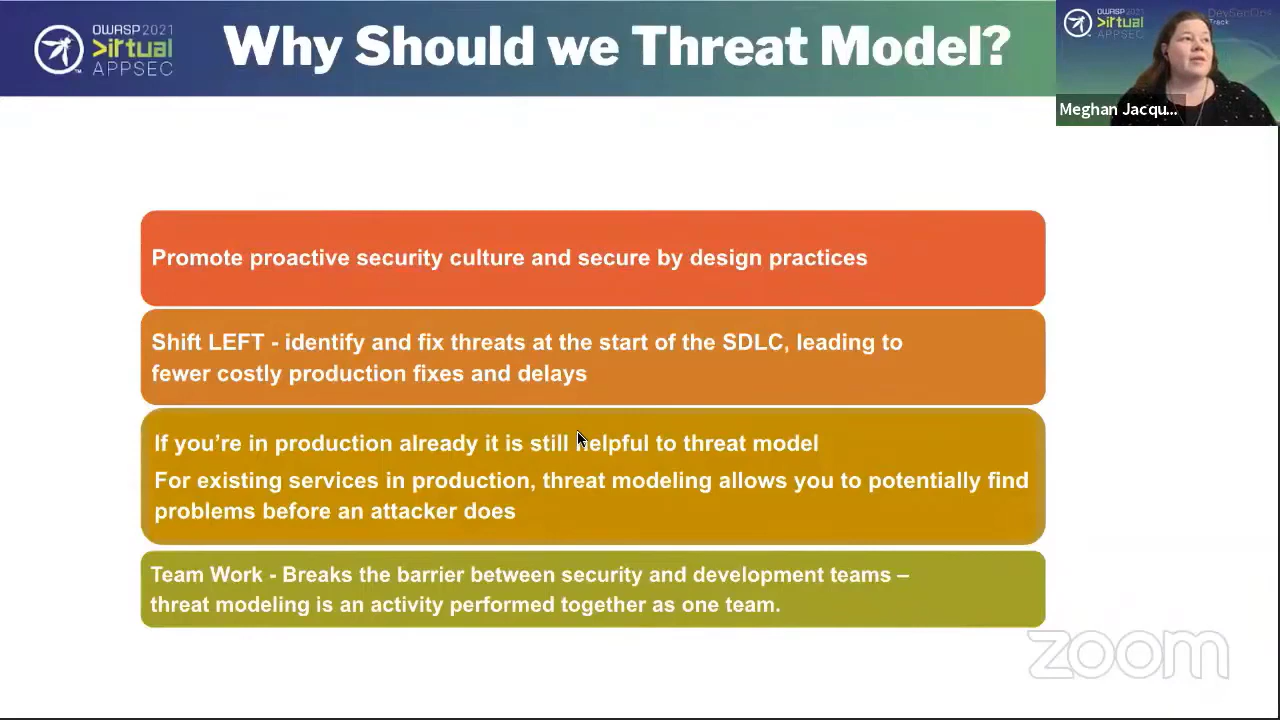 OWASP 2021
Virtual
APPSEC
Why Should we Threat Model?
OWASP 2021
Virtual
APPSEC
DevSecOps
Track
Meghan Jacqu...
Promote proactive security culture and secure by design practices
Shift LEFT - identify and fix threats at the start of the SDLC, leading to
fewer costly production fixes and delays
If you’re in production already it is still helpful to threat model
For existing services in production, threat modeling allows you to potentially find
problems before an attacker does
Team Work - Breaks the barrier between security and development teams –
threat modeling is an activity performed together as one team.
zoom